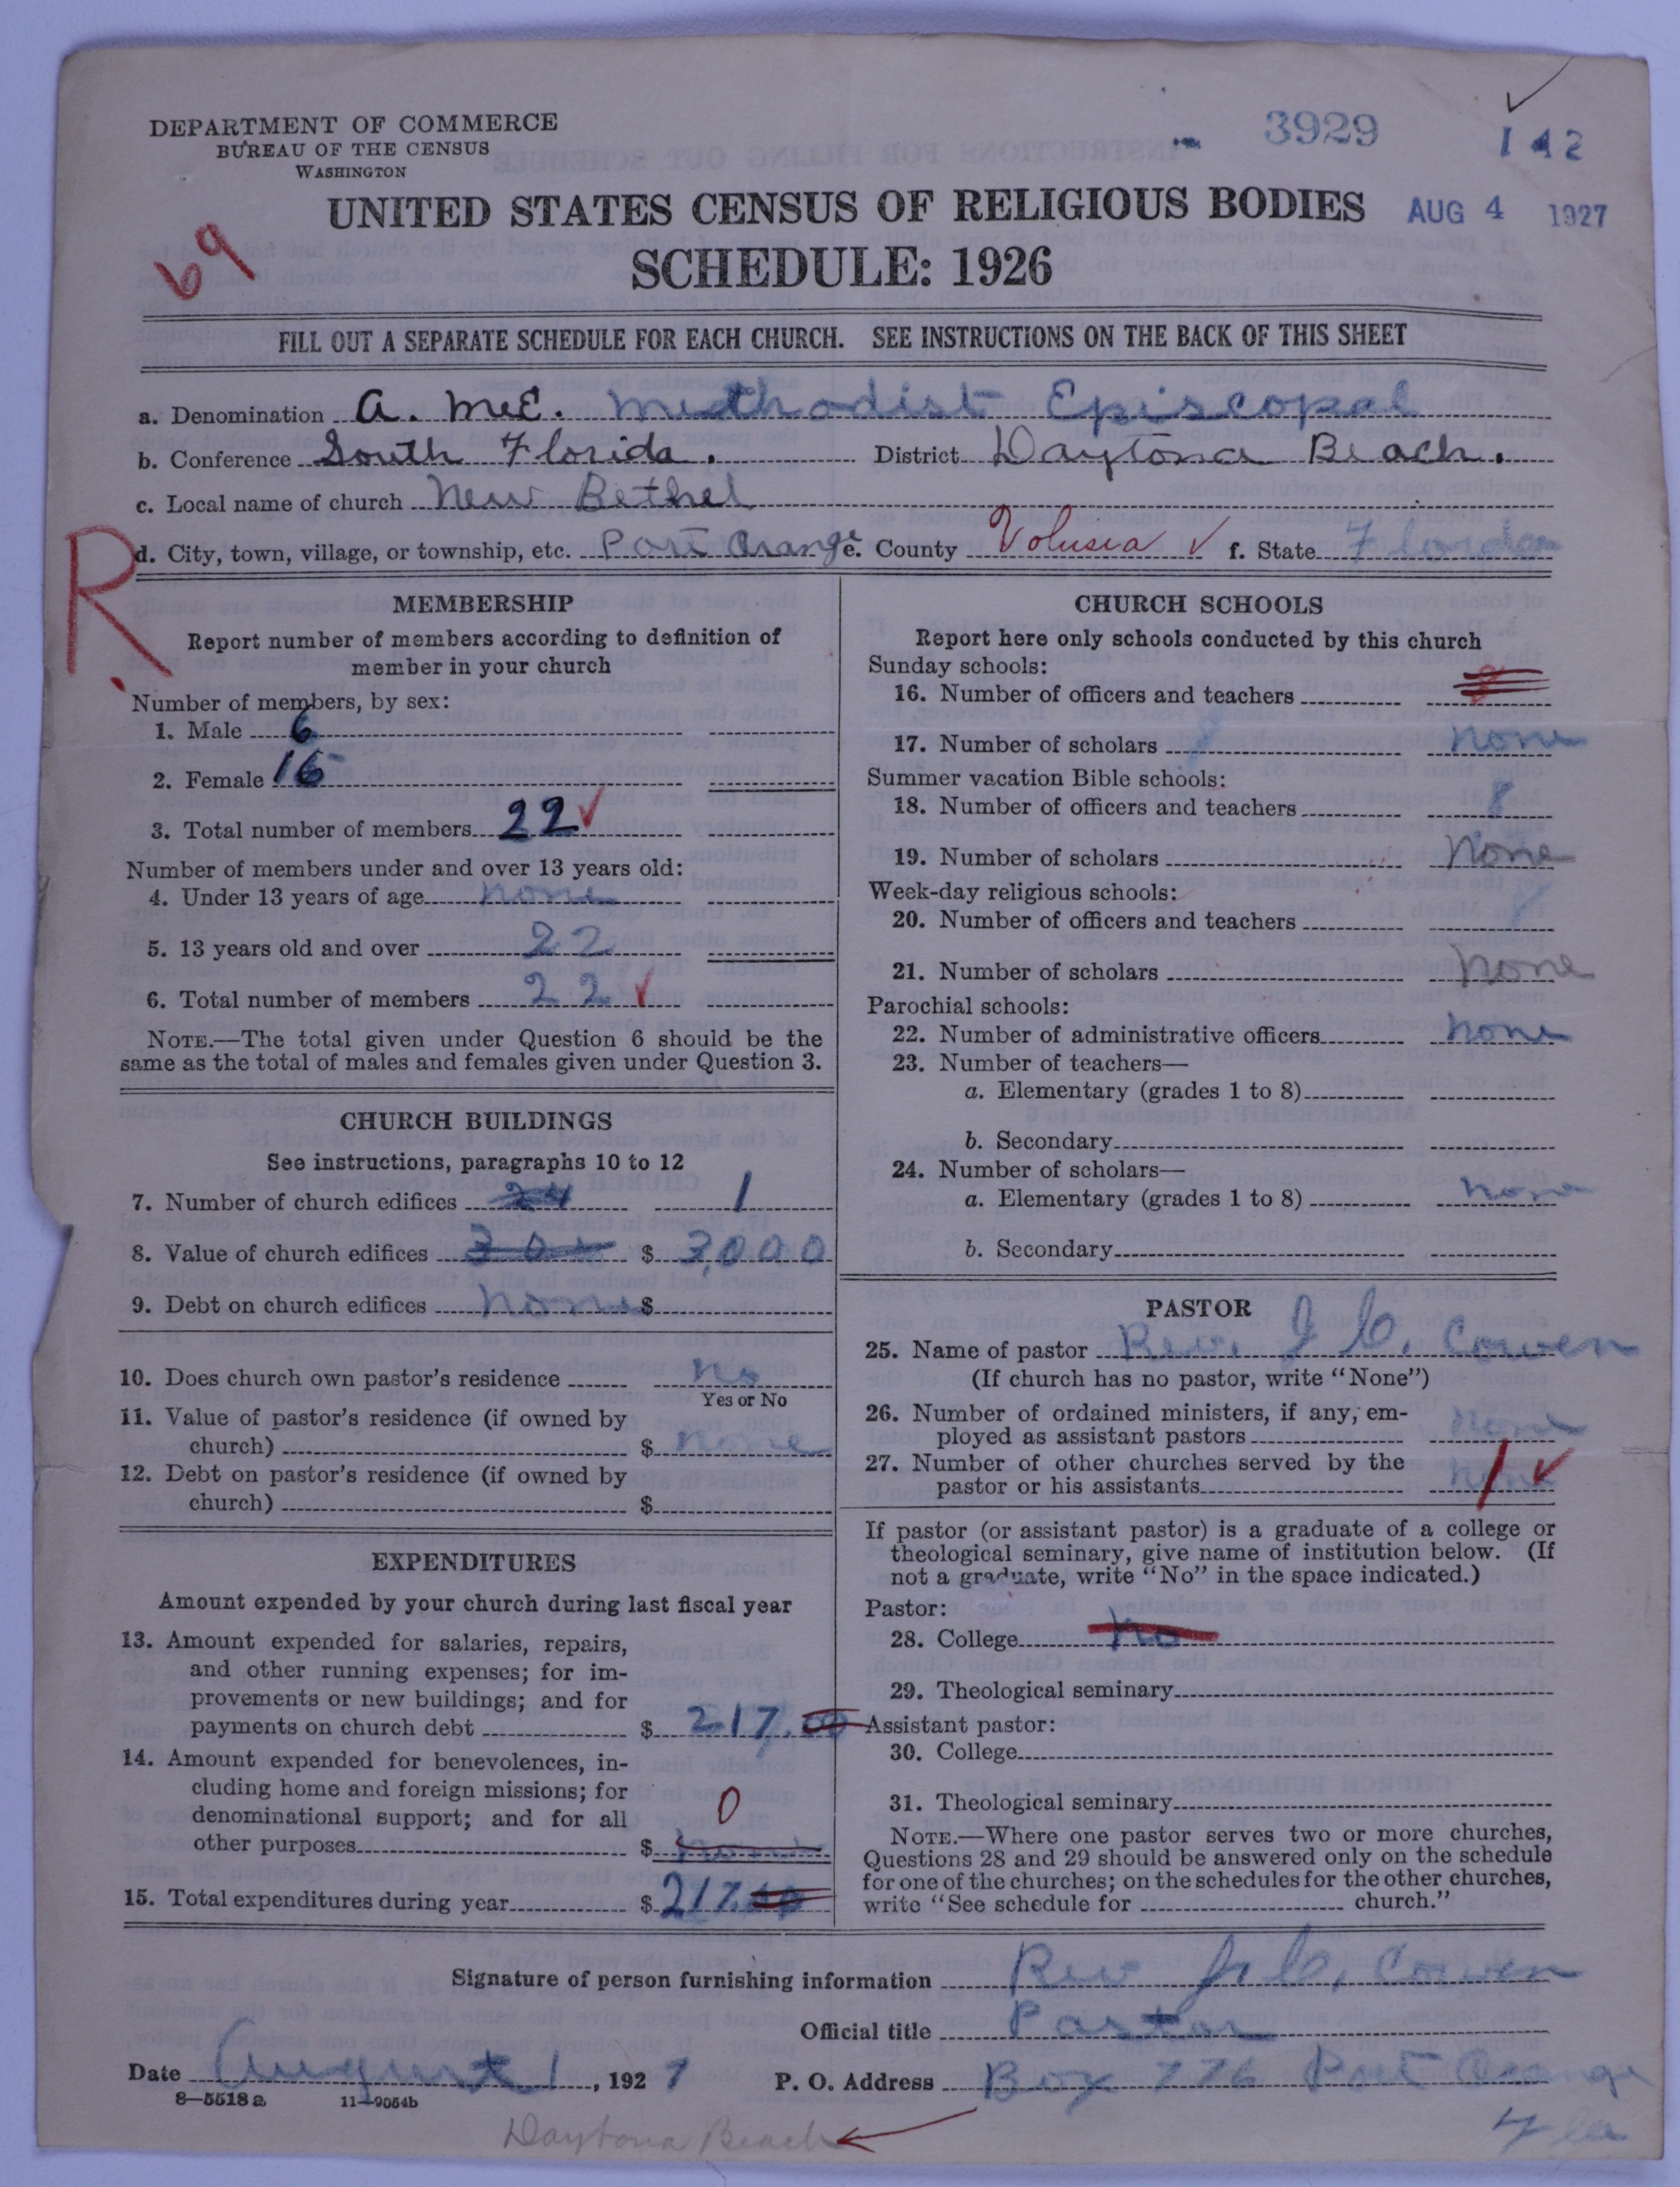 DEPARTMENT OF COMMERCE
BUREAU OF THE CENSUS
WASHINGTON
3929
142
UNITED STATES CENSUS OF RELIGIOUS BODIES
AUG 4 1927
SCHEDULE: 1926
69
FILL OUT A SEPARATE SCHEDULE FOR EACH CHURCH. SEE INSTRUCTIONS ON THE BACK OF THIS SHEET
a. Denomination A. M.E. Methodist Episcopal
b. Conference South Florida. District Daytona Beach.
c. Local name of church New Bethel
d. City, town, village, or township, etc. Port Orange e. County Volusia ✓ f. State Florida
R.
MEMBERSHIP
Report number of members according to definition of
member in your church
Number of members, by sex:
1. Male 6
2. Female 16
3. Total number of members 22 ✓
Number of members under and over 13 years old:
4. Under 13 years of age none
5. 13 years old and over 22
6. Total number of members 22 ✓
NOTE.—The total given under Question 6 should be the
same as the total of males and females given under Question 3.
CHURCH BUILDINGS
See instructions, paragraphs 10 to 12
7. Number of church edifices 24 1
8. Value of church edifices $ 3,000
9. Debt on church edifices none $
10. Does church own pastor's residence No
Yes or No
11. Value of pastor's residence (if owned by
church) $ none
12. Debt on pastor's residence (if owned by
church) $
EXPENDITURES
Amount expended by your church during last fiscal year
13. Amount expended for salaries, repairs,
and other running expenses; for im-
provements or new buildings; and for
payments on church debt $ 217.00
14. Amount expended for benevolences, in-
cluding home and foreign missions; for
denominational support; and for all 0
other purposes $ none
15. Total expenditures during year $ 217.00
CHURCH SCHOOLS
Report here only schools conducted by this church
Sunday schools:
16. Number of officers and teachers
17. Number of scholars none
Summer vacation Bible schools:
18. Number of officers and teachers 8
19. Number of scholars none
Week-day religious schools:
20. Number of officers and teachers
21. Number of scholars none
Parochial schools:
22. Number of administrative officers none
23. Number of teachers—
a. Elementary (grades 1 to 8)
b. Secondary
24. Number of scholars—
a. Elementary (grades 1 to 8) none
b. Secondary
PASTOR
25. Name of pastor Rev. J. C. Cowen
(If church has no pastor, write "None")
26. Number of ordained ministers, if any, em-
ployed as assistant pastors none
27. Number of other churches served by the
pastor or his assistants none 1 ✓
If pastor (or assistant pastor) is a graduate of a college or
theological seminary, give name of institution below. (If
not a graduate, write "No" in the space indicated.)
Pastor:
28. College No
29. Theological seminary
Assistant pastor:
30. College
31. Theological seminary
NOTE.—Where one pastor serves two or more churches,
Questions 28 and 29 should be answered only on the schedule
for one of the churches; on the schedules for the other churches,
write "See schedule for church."
Signature of person furnishing information Rev J. C. Cowen
Official title Pastor
Date August 1, 1927 P. O. Address Box 776 Port Orange
8—5518 a 11—9054b
Daytona Beach
Fla